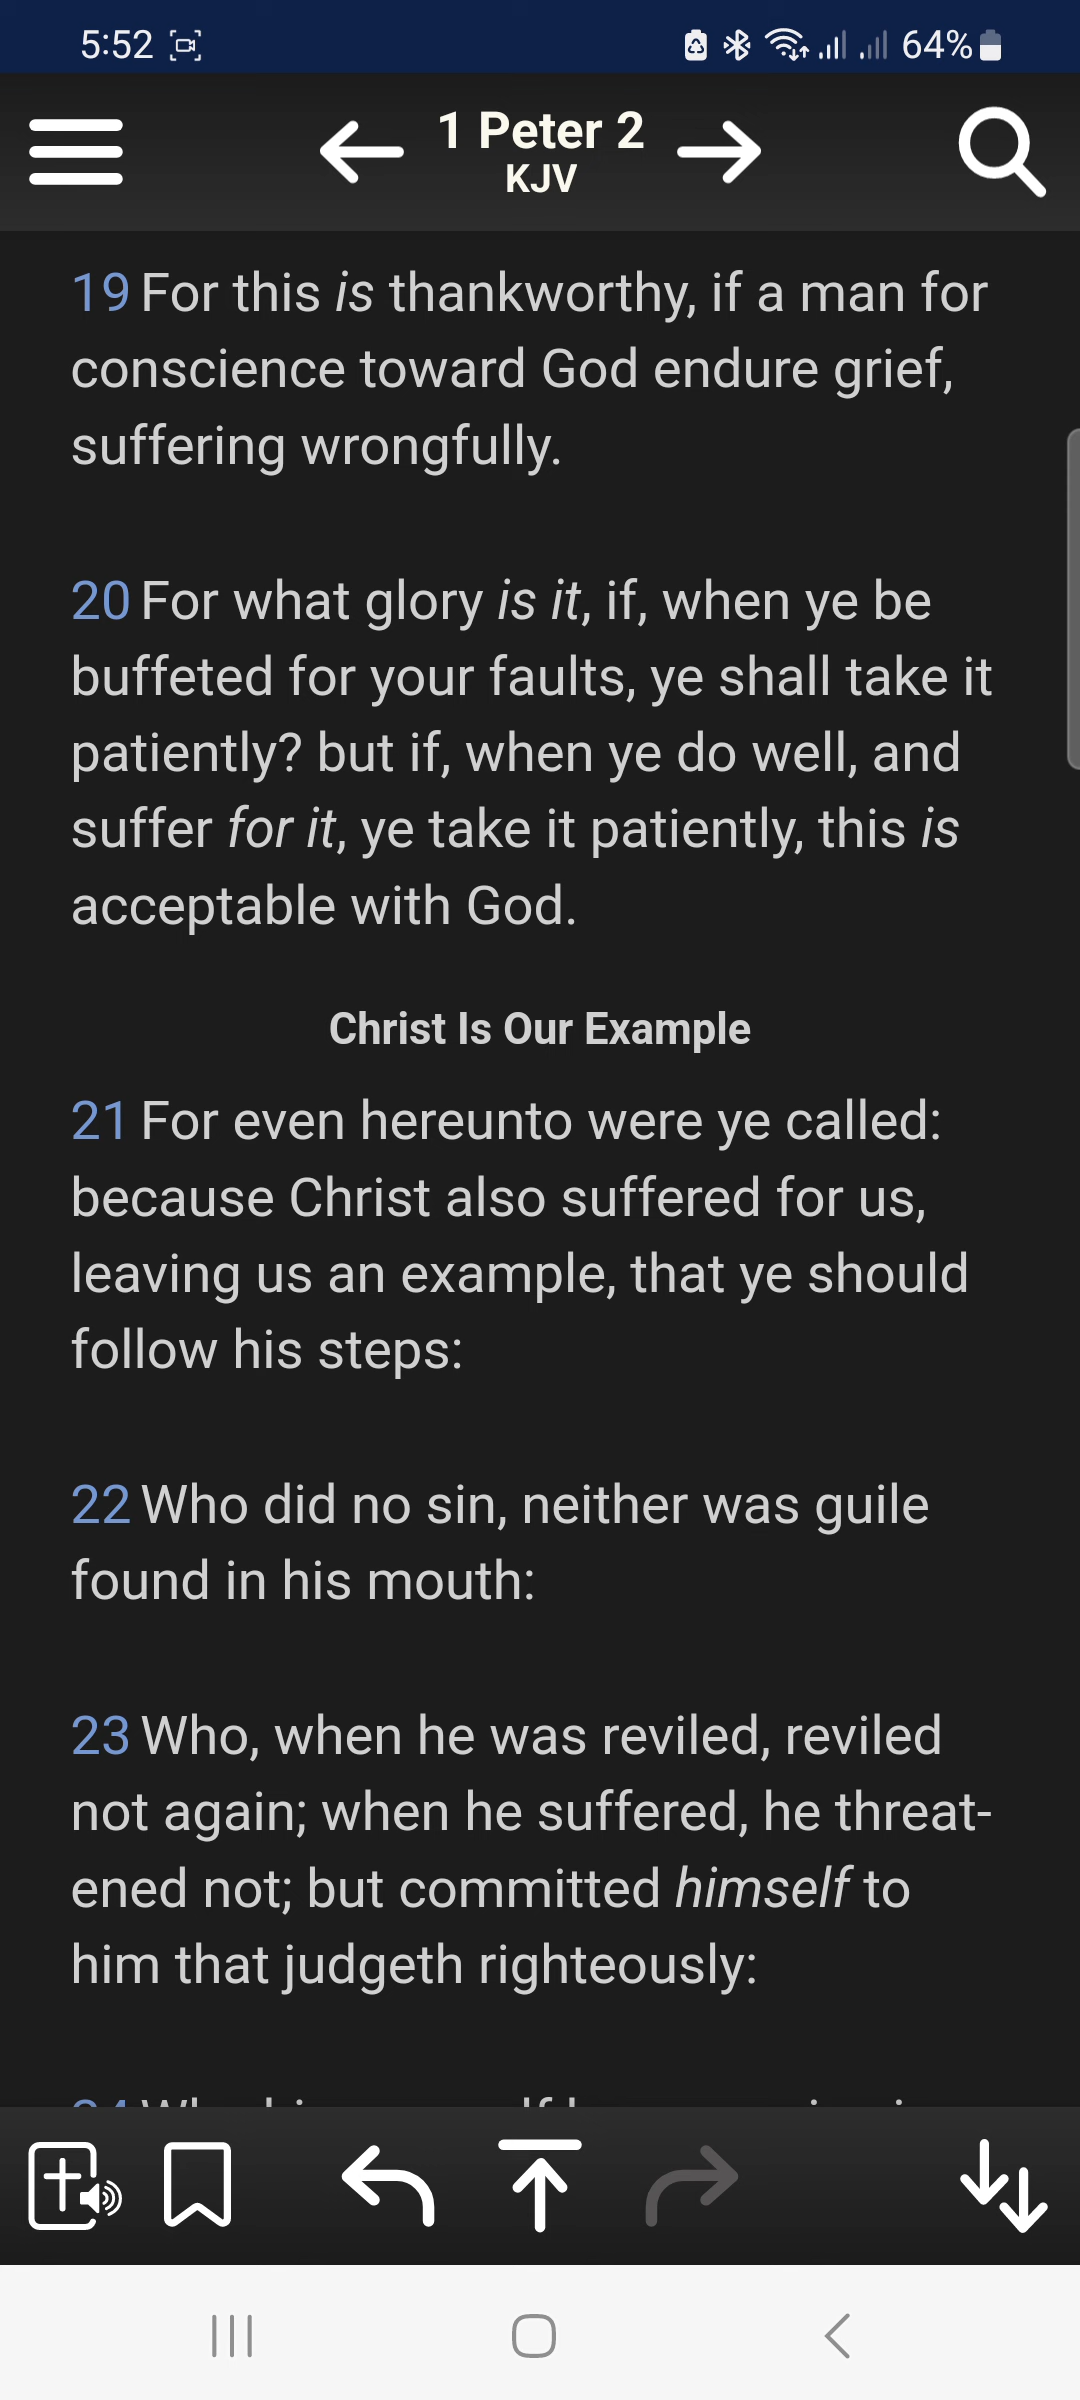 5:52
64%
1 Peter 2
KJV
19 For this is thankworthy, if a man for
conscience toward God endure grief,
suffering wrongfully.
20 For what glory is it, if, when ye be
buffeted for your faults, ye shall take it
patiently? but if, when ye do well, and
suffer for it, ye take it patiently, this is
acceptable with God.
Christ Is Our Example
21 For even hereunto were ye called:
because Christ also suffered for us,
leaving us an example, that ye should
follow his steps:
22 Who did no sin, neither was guile
found in his mouth:
23 Who, when he was reviled, reviled
not again; when he suffered, he threat-
ened not; but committed himself to
him that judgeth righteously: